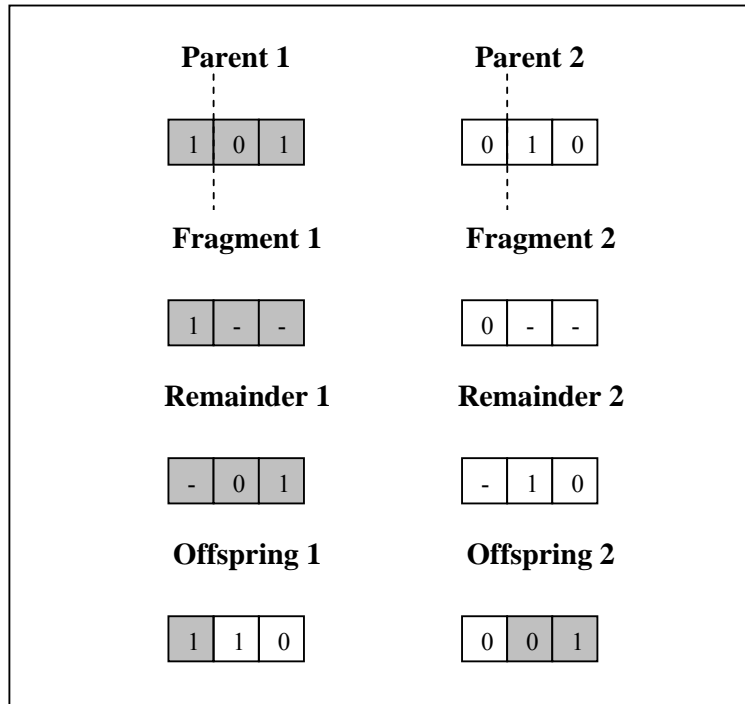 Parent 1 Parent 2
1 0 1 0 1 0
Fragment 1 Fragment 2
1 - - 0 - -
Remainder 1 Remainder 2
- 0 1 - 1 0
Offspring 1 Offspring 2
1 1 0 0 0 1